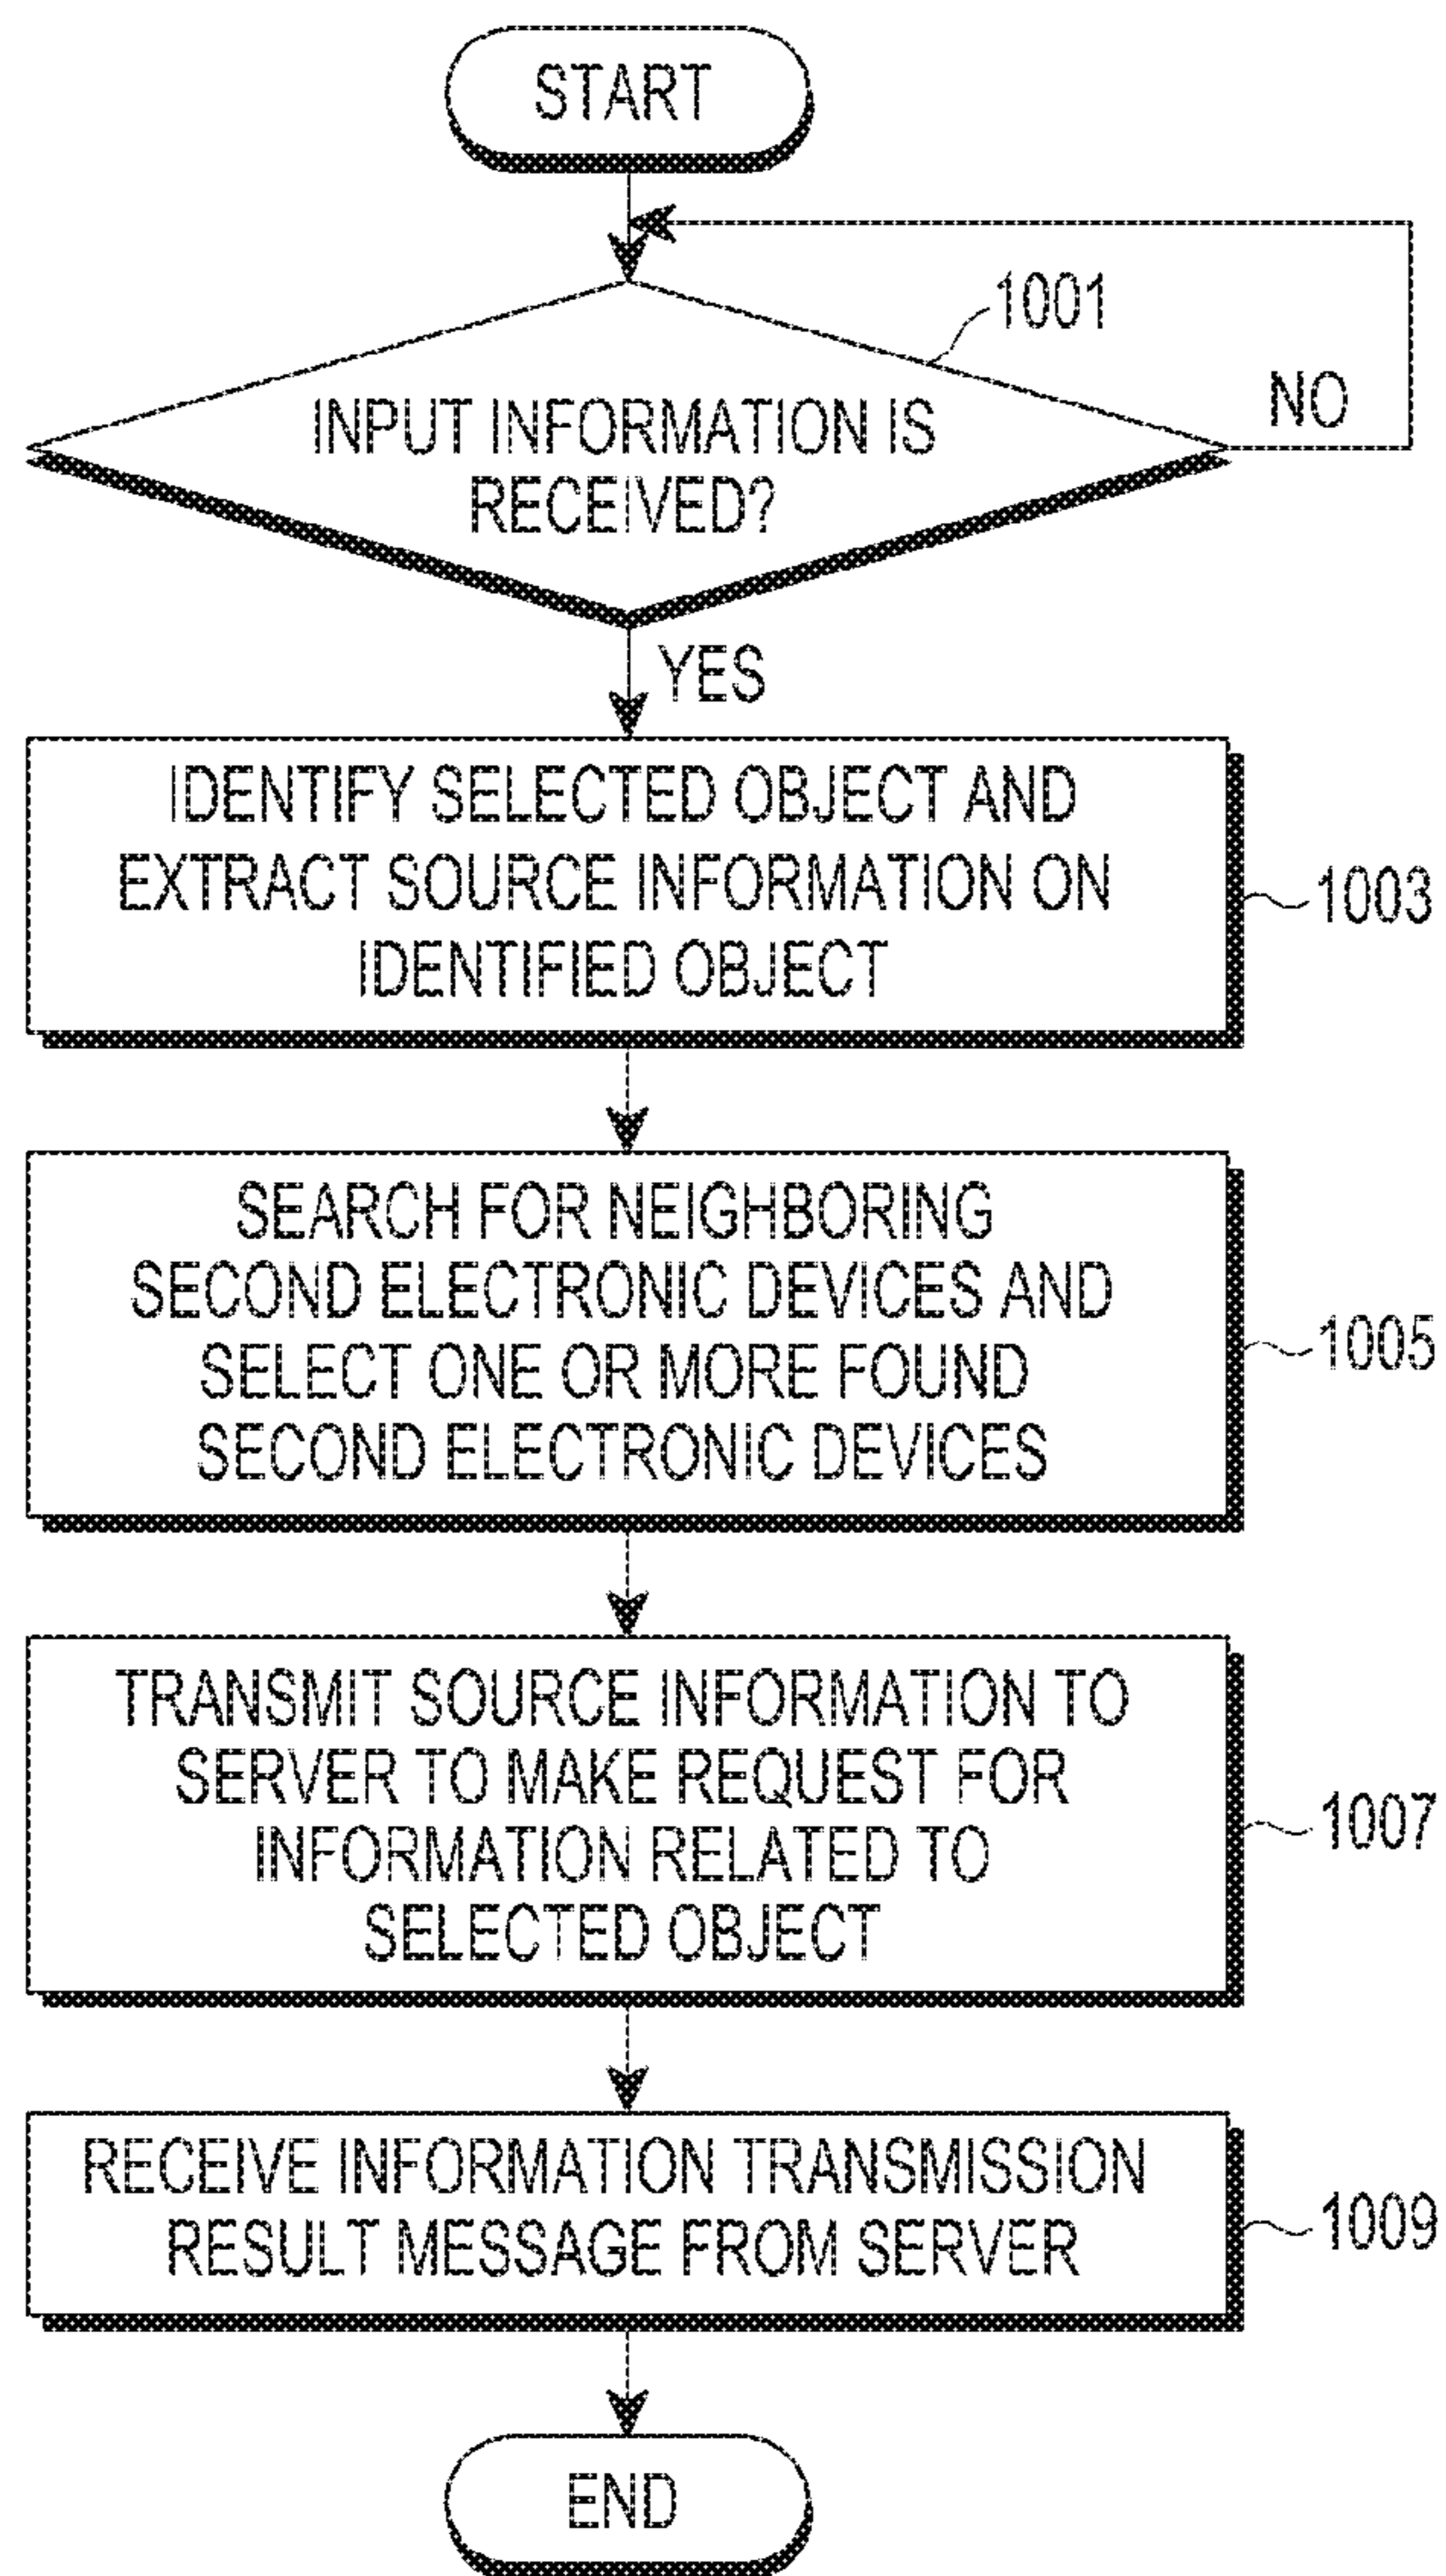 START
1001
NO
INPUT INFORMATION IS
RECEIVED?
YES
IDENTIFY SELECTED OBJECT AND
EXTRACT SOURCE INFORMATION ON
IDENTIFIED OBJECT
1003
SEARCH FOR NEIGHBORING
SECOND ELECTRONIC DEVICES AND
SELECT ONE OR MORE FOUND
SECOND ELECTRONIC DEVICES
1005
TRANSMIT SOURCE INFORMATION TO
SERVER TO MAKE REQUEST FOR
INFORMATION RELATED TO
SELECTED OBJECT
1007
RECEIVE INFORMATION TRANSMISSION
RESULT MESSAGE FROM SERVER
1009
END